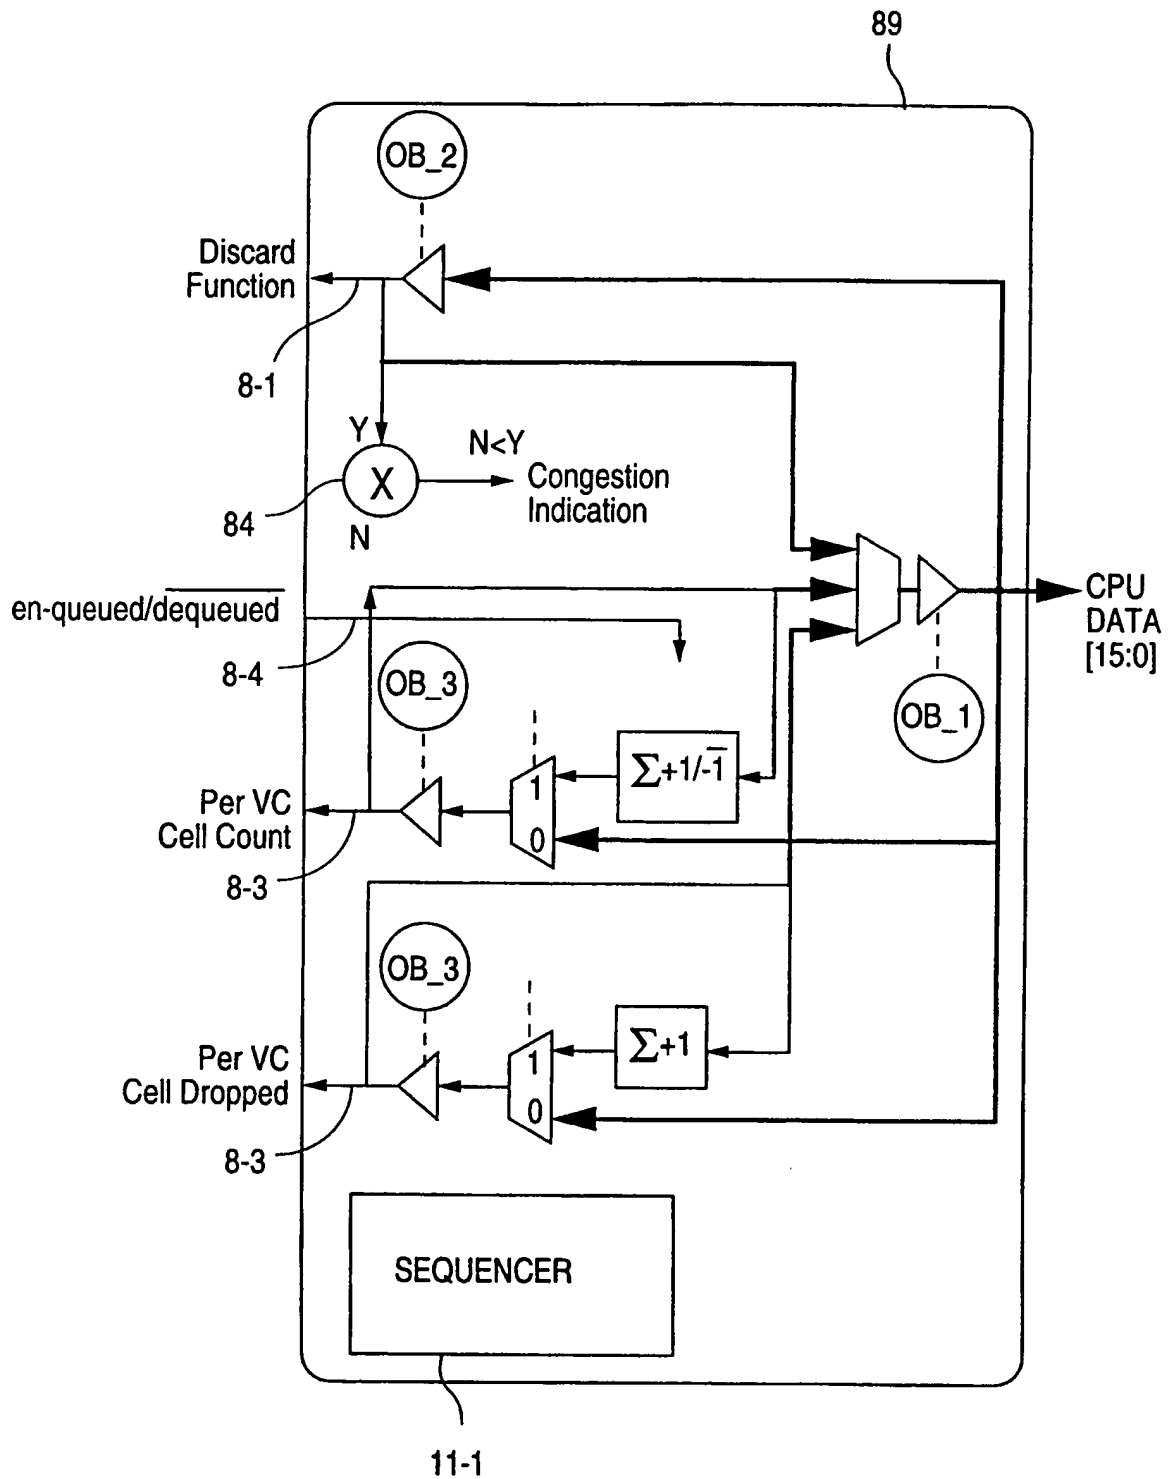 89
OB_2
Discard
Function
8-1
Y
N<Y
X
Congestion
Indication
84
N
en-queued/dequeued
CPU
DATA
[15:0]
8-4
OB_3
OB_1
Σ+1/-1
1
0
Per VC
Cell Count
8-3
OB_3
Σ+1
1
0
Per VC
Cell Dropped
8-3
SEQUENCER
11-1